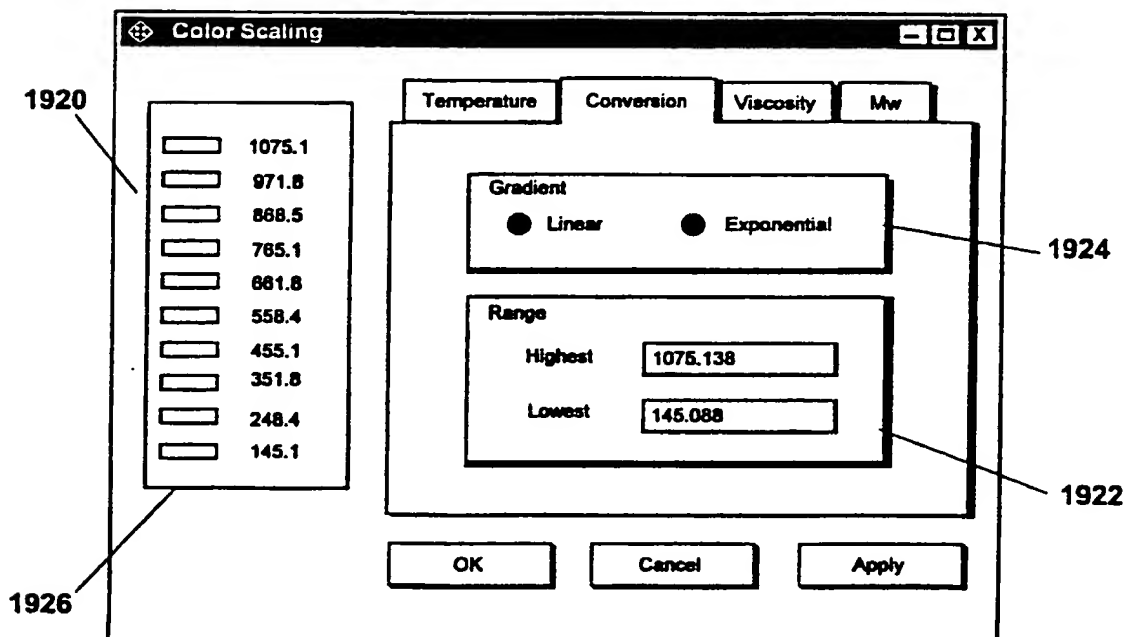 Color Scaling
1920
1075.1
971.8
868.5
765.1
661.8
558.4
455.1
351.8
248.4
145.1
1926
Temperature
Conversion
Viscosity
Mw
Gradient
Linear
Exponential
1924
Range
Highest
1075.138
Lowest
145.088
1922
OK
Cancel
Apply